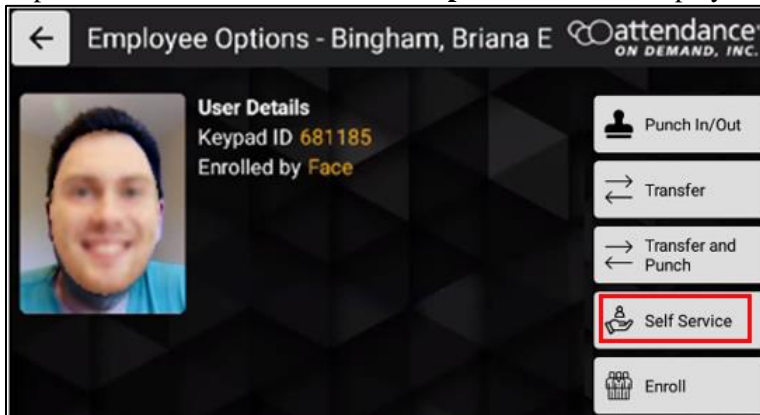 Employee Options - Bingham, Briana E
attendance
ON DEMAND, INC.
User Details
Keypad ID 681185
Enrolled by Face
Punch In/Out
Transfer
Transfer and
Punch
Self Service
Enroll